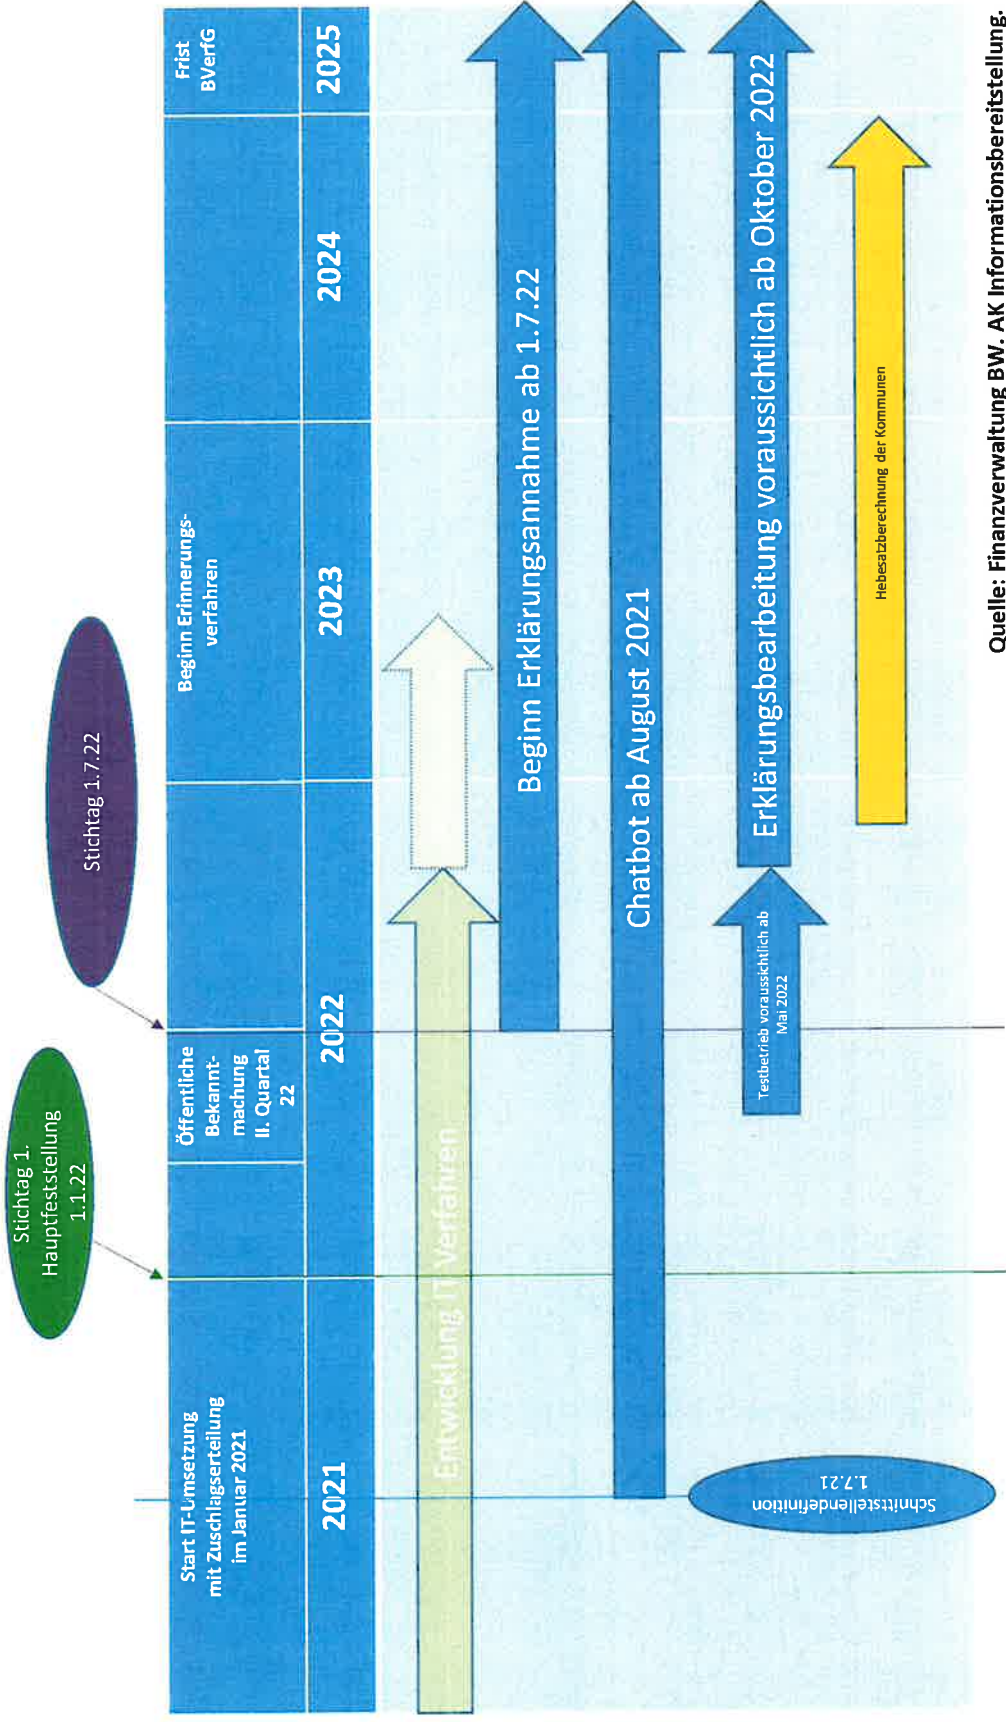 Stichtag 1.
Hauptfeststellung
1.1.22
Stichtag 1.7.22
Start IT-Umsetzung
mit Zuschlagserteilung
im Januar 2021
Öffentliche
Bekannt-
machung
II. Quartal
22
Beginn Erinnerungs-
verfahren
Frist
BVerfG
2021
2022
2023
2024
2025
Entwicklung IT Verfahren
Beginn Erklärungsannahme ab 1.7.22
Chatbot ab August 2021
Testbetrieb voraussichtlich ab
Mai 2022
Erklärungsbearbeitung voraussichtlich ab Oktober 2022
Hebesatzberechnung der Kommunen
Schnittstellendefinition
1.7.21
Quelle: Finanzverwaltung BW. AK Informationsbereitstellung.